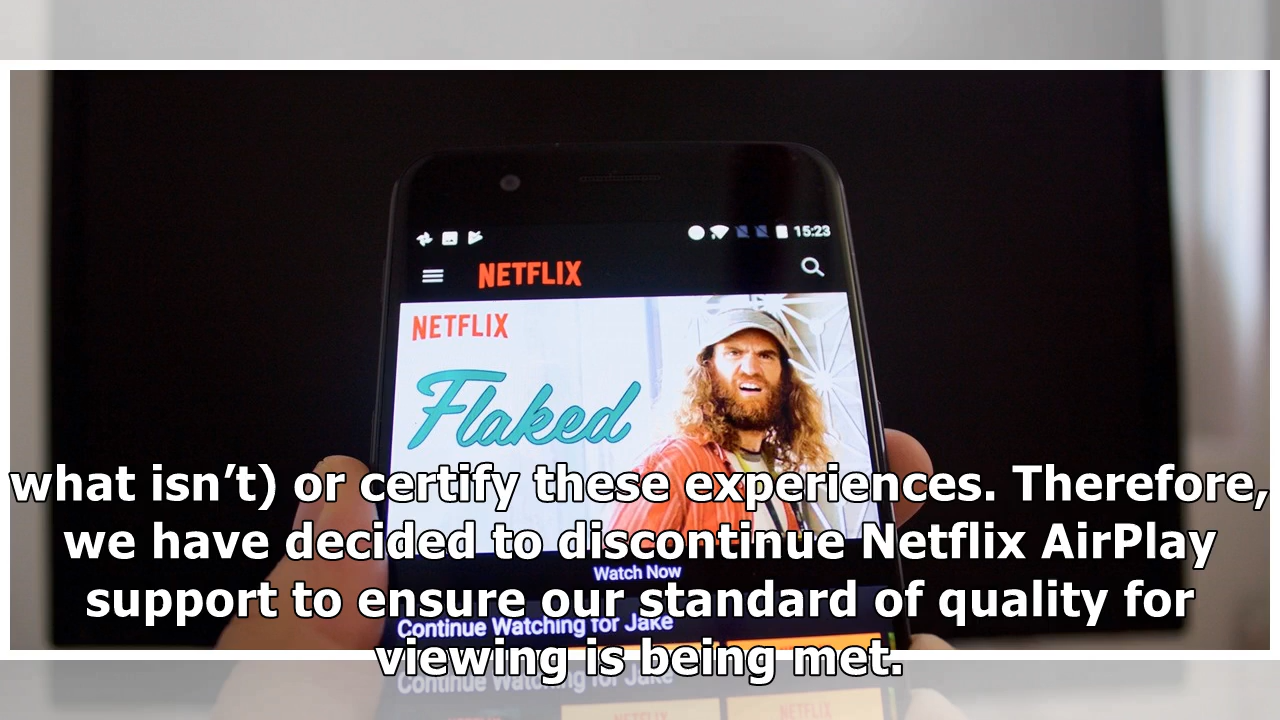 15:23
NETFLIX
NETFLIX
Flaked
what isn’t) or certify these experiences. Therefore,
we have decided to discontinue Netflix AirPlay
Watch Now
support to ensure our standard of quality for
Continue Watching for Jake
viewing is being met.
Continue Watching for Jake
NETFLIX
NETFLIX